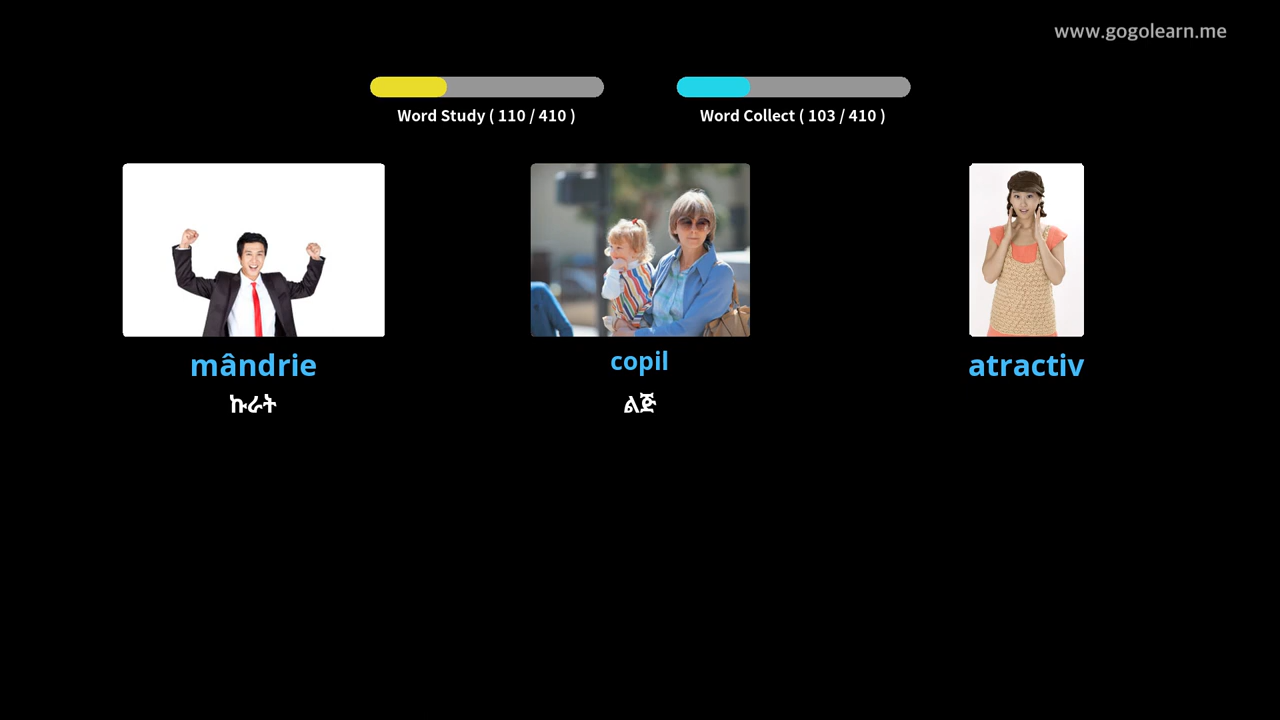 www.gogolearn.me
Word Study ( 110 / 410 )
Word Collect ( 103 / 410 )
mândrie
ኩራት
copil
ልጅ
atractiv